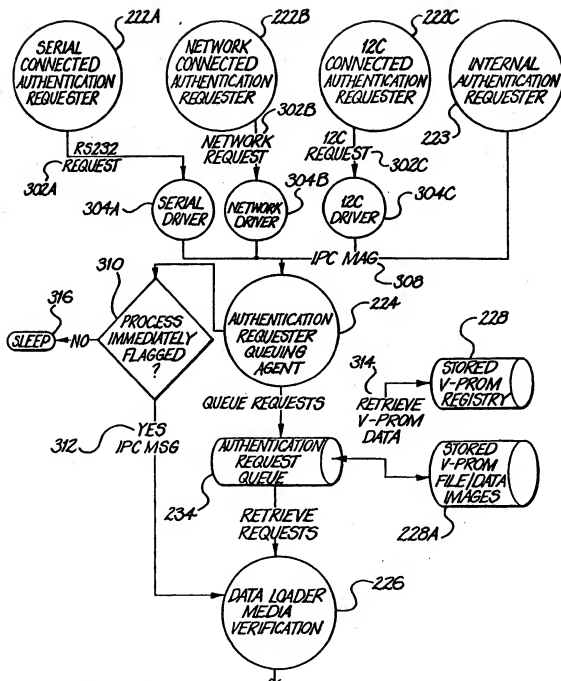 222A
222B
222C
SERIAL
CONNECTED
AUTHENTICATION
REQUESTER
NETWORK
CONNECTED
AUTHENTICATION
REQUESTER
12C
CONNECTED
AUTHENTICATION
REQUESTER
INTERNAL
AUTHENTICATION
REQUESTER
223
RS232
REQUEST
302A
NETWORK
REQUEST
302B
12C
REQUEST
302C
304A
SERIAL
DRIVER
304B
NETWORK
DRIVER
12C
DRIVER
304C
IPC MAG
308
310
316
SLEEP
NO
PROCESS
IMMEDIATELY
FLAGGED
?
AUTHENTICATION
REQUESTER
QUEUING
AGENT
224
228
STORED
V-PROM
REGISTRY
314
RETRIEVE
V-PROM
DATA
QUEUE REQUESTS
312
YES
IPC MSG
AUTHENTICATION
REQUEST
QUEUE
234
STORED
V-PROM
FILE/DATA
IMAGES
228A
RETRIEVE
REQUESTS
DATA LOADER
MEDIA
VERIFICATION
226